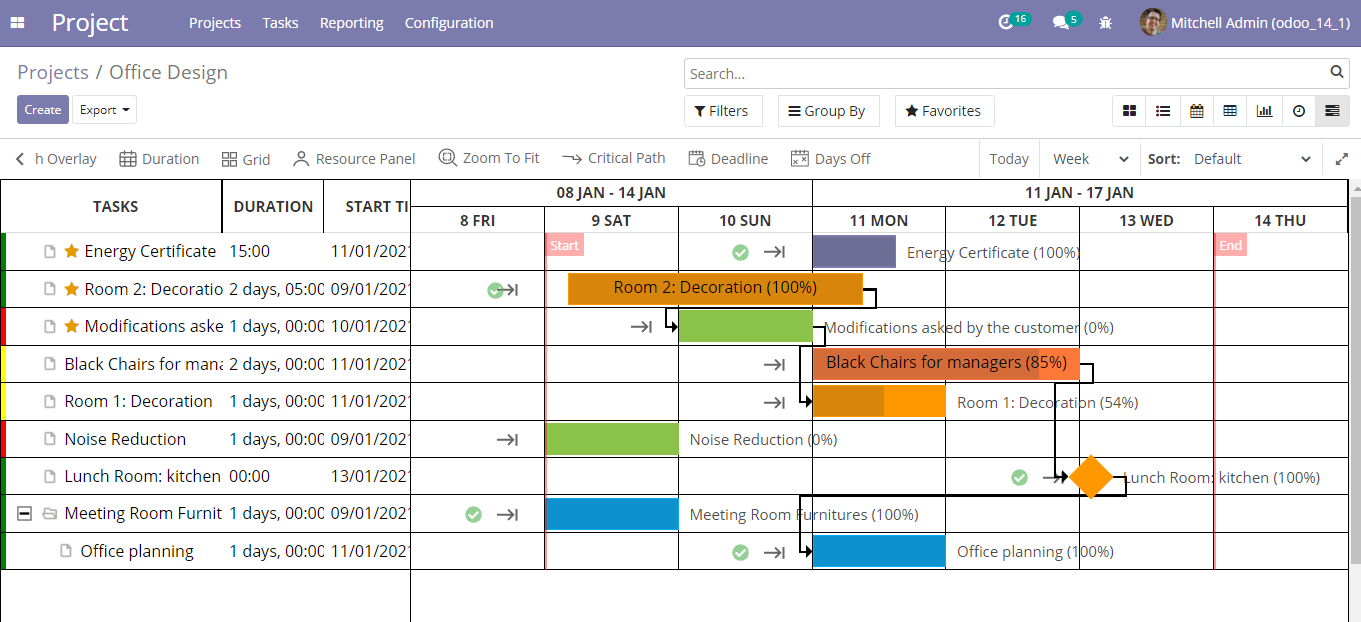 Project Projects Tasks Reporting Configuration 16 5 Mitchell Admin (odoo_14_1)
Projects / Office Design Search...
Create Export Filters Group By Favorites
h Overlay Duration Grid Resource Panel Zoom To Fit Critical Path Deadline Days Off Today Week Sort: Default
TASKS DURATION START TI 08 JAN - 14 JAN 11 JAN - 17 JAN
8 FRI 9 SAT 10 SUN 11 MON 12 TUE 13 WED 14 THU
Energy Certificate 15:00 11/01/2021 Start Energy Certificate (100%) End
Room 2: Decoratio 2 days, 05:00 09/01/2021 Room 2: Decoration (100%)
Modifications aske 1 days, 00:00 10/01/2021 Modifications asked by the customer (0%)
Black Chairs for mana 2 days, 00:00 11/01/2021 Black Chairs for managers (85%)
Room 1: Decoration 1 days, 00:00 11/01/2021 Room 1: Decoration (54%)
Noise Reduction 1 days, 00:00 09/01/2021 Noise Reduction (0%)
Lunch Room: kitchen 00:00 13/01/2021 Lunch Room: kitchen (100%)
Meeting Room Furnit 1 days, 00:00 09/01/2021 Meeting Room Furnitures (100%)
Office planning 1 days, 00:00 11/01/2021 Office planning (100%)